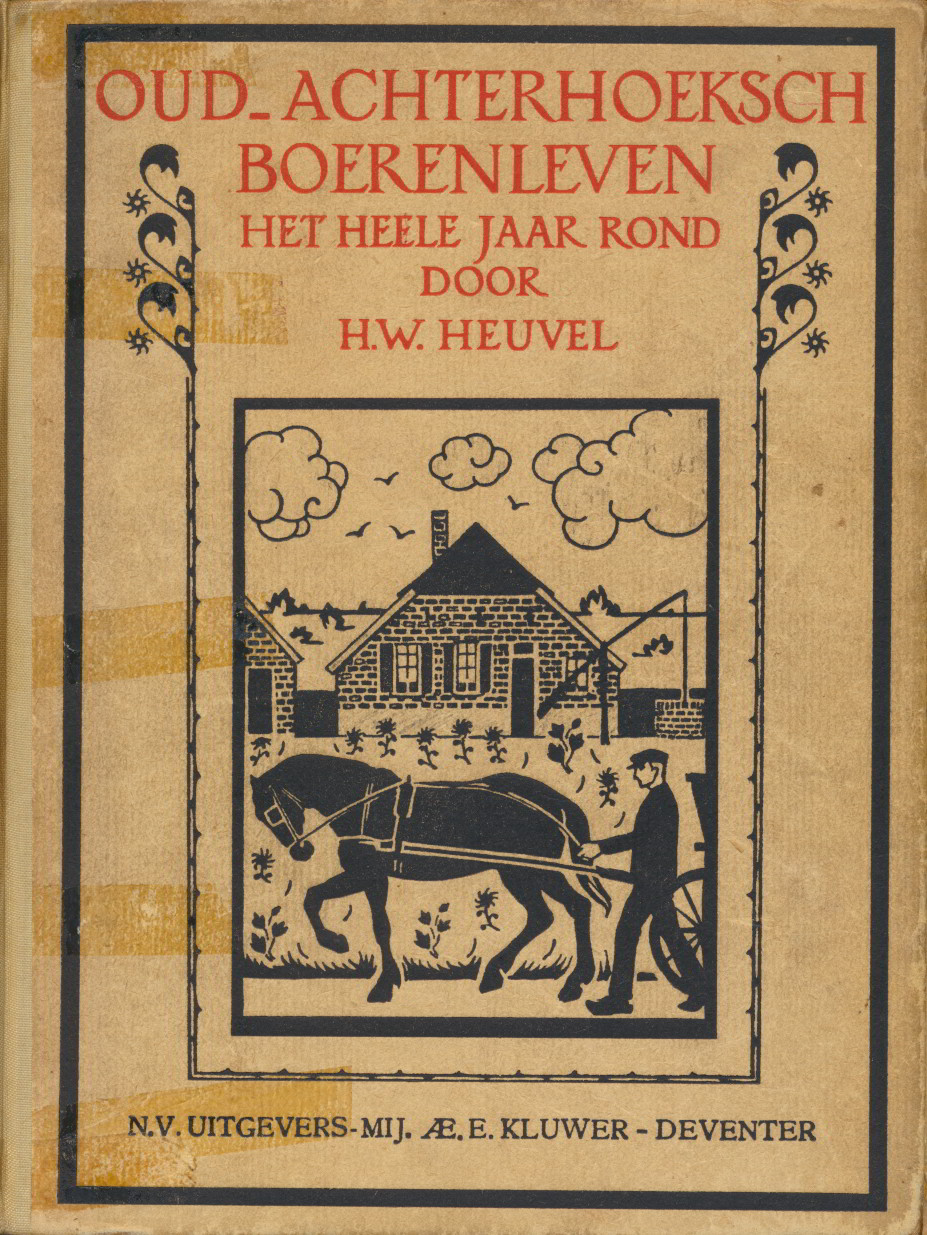 OUD-ACHTERHOEKSCH
BOERENLEVEN
HET HEELE JAAR ROND
DOOR
H.W. HEUVEL
N.V. UITGEVERS-MIJ. Æ. E. KLUWER - DEVENTER